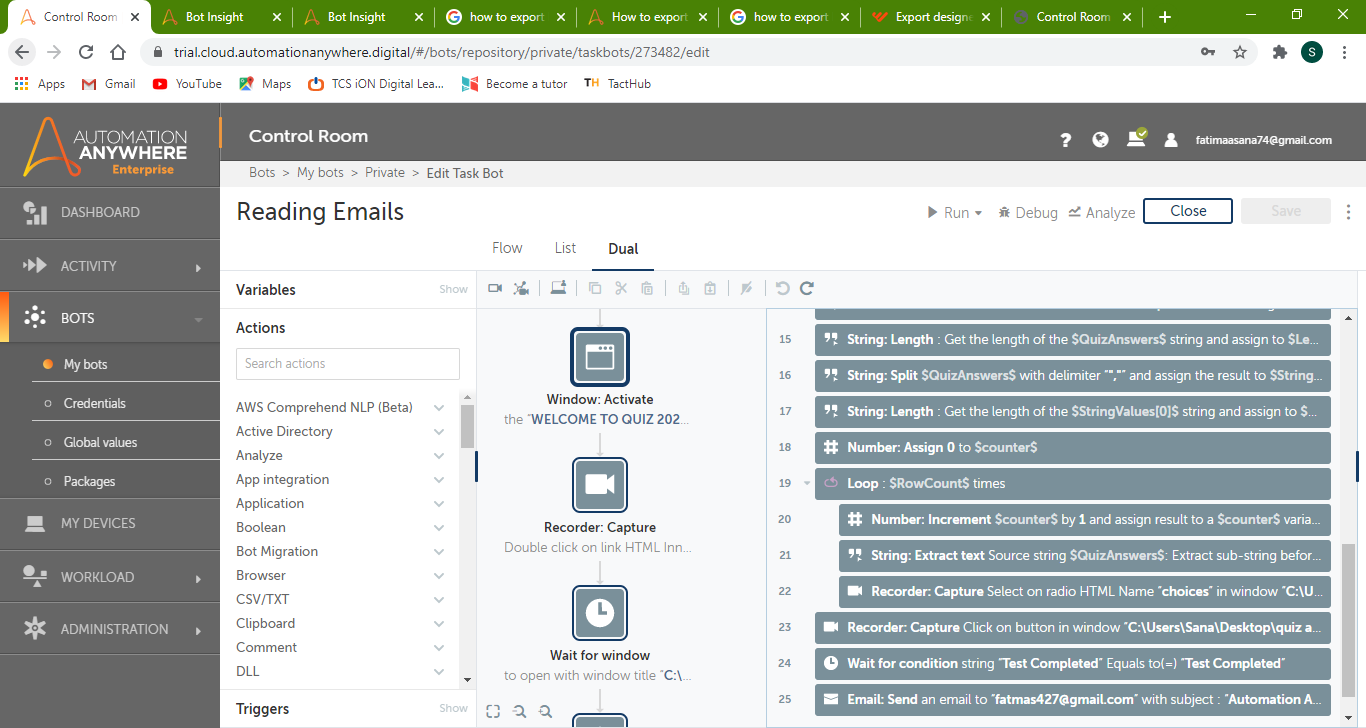 Control Room
Bot Insight
Bot Insight
how to export
How to export
how to export
Export designe
Control Room
trial.cloud.automationanywhere.digital/#/bots/repository/private/taskbots/273482/edit
S
Apps
Gmail
YouTube
Maps
TCS iON Digital Lea...
Become a tutor
TH TactHub
AUTOMATION
ANYWHERE
Enterprise
Control Room
fatimaasana74@gmail.com
Bots > My bots > Private > Edit Task Bot
DASHBOARD
ACTIVITY
BOTS
My bots
Credentials
Global values
Packages
MY DEVICES
WORKLOAD
ADMINISTRATION
Reading Emails
Run
Debug
Analyze
Close
Save
Flow
List
Dual
Variables
Show
Actions
Search actions
AWS Comprehend NLP (Beta)
Active Directory
Analyze
App integration
Application
Boolean
Bot Migration
Browser
CSV/TXT
Clipboard
Comment
DLL
Triggers
Show
Window: Activate
the "WELCOME TO QUIZ 202...
Recorder: Capture
Double click on link HTML Inn...
Wait for window
to open with window title "C:\...
15 String: Length : Get the length of the $QuizAnswers$ string and assign to $Le...
16 String: Split $QuizAnswers$ with delimiter "","" and assign the result to $String...
17 String: Length : Get the length of the $StringValues[0]$ string and assign to $...
18 Number: Assign 0 to $counter$
19 Loop : $RowCount$ times
20 Number: Increment $counter$ by 1 and assign result to a $counter$ varia...
21 String: Extract text Source string $QuizAnswers$: Extract sub-string befor...
22 Recorder: Capture Select on radio HTML Name "choices" in window "C:\U...
23 Recorder: Capture Click on button in window "C:\Users\Sana\Desktop\quiz a...
24 Wait for condition string "Test Completed" Equals to(=) "Test Completed"
25 Email: Send an email to "fatmas427@gmail.com" with subject : "Automation A...